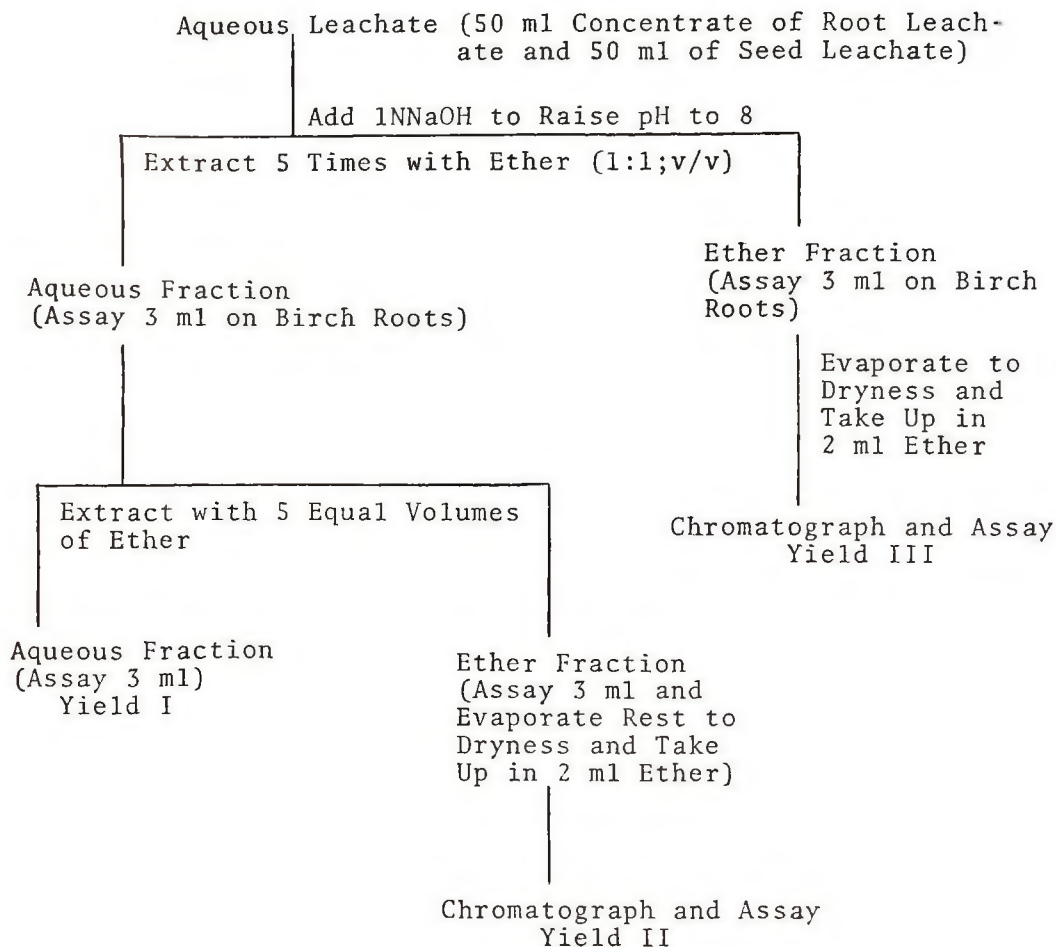 Aqueous Leachate (50 ml Concentrate of Root Leach-
ate and 50 ml of Seed Leachate)
Add 1NNaOH to Raise pH to 8
Extract 5 Times with Ether (1:1;v/v)
Aqueous Fraction
(Assay 3 ml on Birch Roots)
Ether Fraction
(Assay 3 ml on Birch
Roots)
Evaporate to
Dryness and
Take Up in
2 ml Ether
Chromatograph and Assay
Yield III
Extract with 5 Equal Volumes
of Ether
Aqueous Fraction
(Assay 3 ml)
Yield I
Ether Fraction
(Assay 3 ml and
Evaporate Rest to
Dryness and Take
Up in 2 ml Ether)
Chromatograph and Assay
Yield II